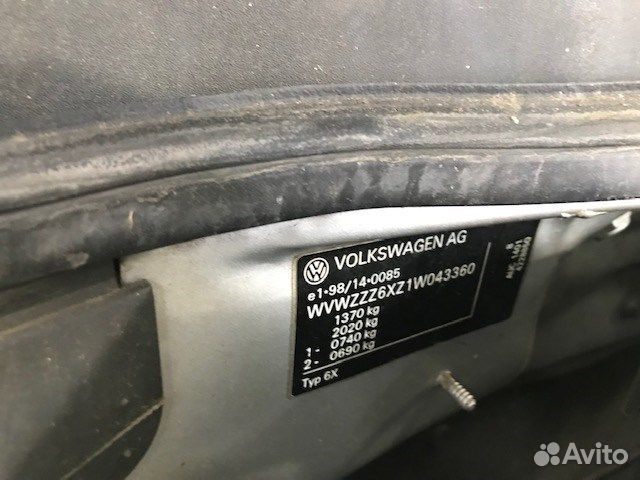 VOLKSWAGEN AG
e1*98/14*0085
WVWZZZ6XZ1W043360
1370 kg
2020 kg
1 - 0740 kg
2 - 0690 kg
Typ 6X
Avito